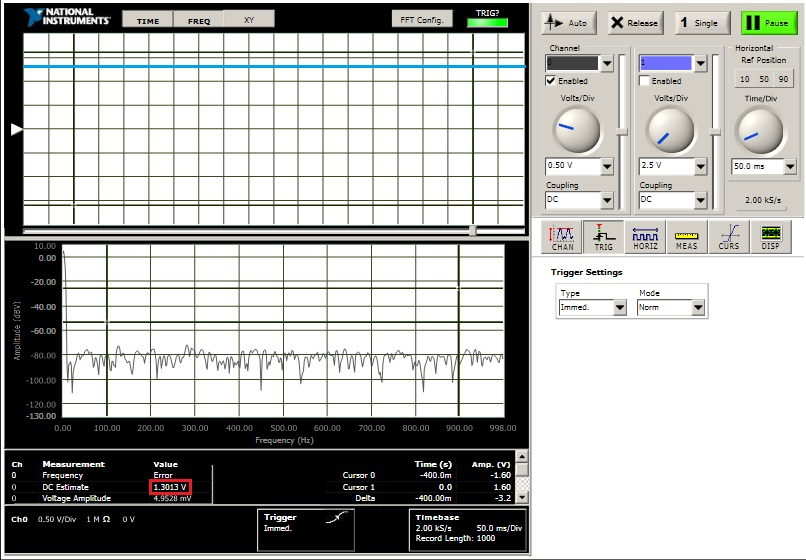 NATIONAL INSTRUMENTS™
TIME FREQ XY FFT Config. TRIG?
Auto Release 1 Single Pause
Channel
0 1
Enabled Enabled
Volts/Div Volts/Div
0.50 V 2.5 V
Coupling Coupling
DC DC
Horizontal
Ref Position
10 50 90
Time/Div
50.0 ms
2.00 kS/s
CHAN TRIG HORIZ MEAS CURS DISP
Trigger Settings
Type Mode
Immed. Norm
Amplitude (dBV)
10.00
0.00
-20.00
-40.00
-60.00
-80.00
-100.00
-120.00
-130.00
0.00 100.00 200.00 300.00 400.00 500.00 600.00 700.00 800.00 900.00 998.00
Frequency (Hz)
Ch Measurement Value Time (s) Amp. (V)
0 Frequency Error Cursor 0 -400.0m -1.60
0 DC Estimate 1.3013 V Cursor 1 0.0 1.60
0 Voltage Amplitude 4.9528 mV Delta -400.00m -3.2
Ch0 0.50 V/Div 1 M Ω 0 V
Trigger
Immed.
Timebase
2.00 kS/s 50.0 ms/Div
Record Length: 1000